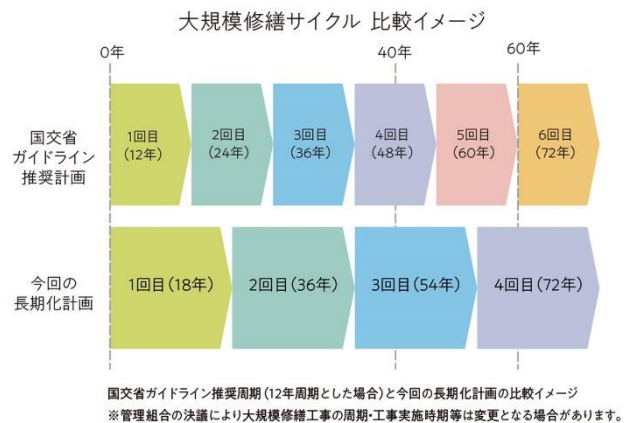 大規模修繕サイクル 比較イメージ
0年
40年
60年
国交省
ガイドライン
推奨計画
1回目
(12年)
2回目
(24年)
3回目
(36年)
4回目
(48年)
5回目
(60年)
6回目
(72年)
今回の
長期化計画
1回目(18年)
2回目(36年)
3回目(54年)
4回目(72年)
国交省ガイドライン推奨周期(12年周期とした場合)と今回の長期化計画の比較イメージ
※管理組合の決議により大規模修繕工事の周期・工事実施時期等は変更となる場合があります。